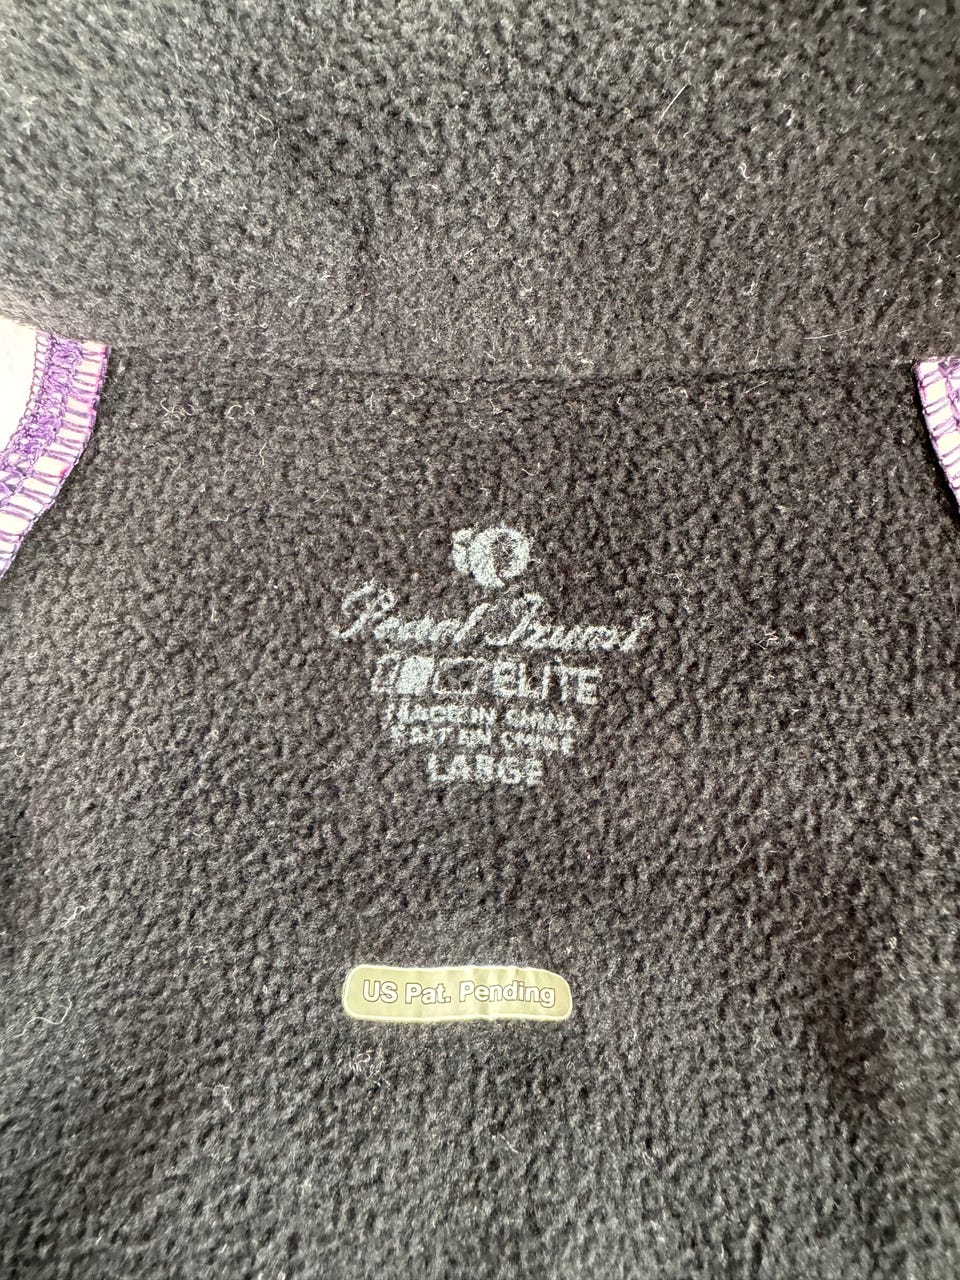 Pearl Izumi
ELITE
MADE IN CHINA
FAIT EN CHINE
LARGE
US Pat. Pending